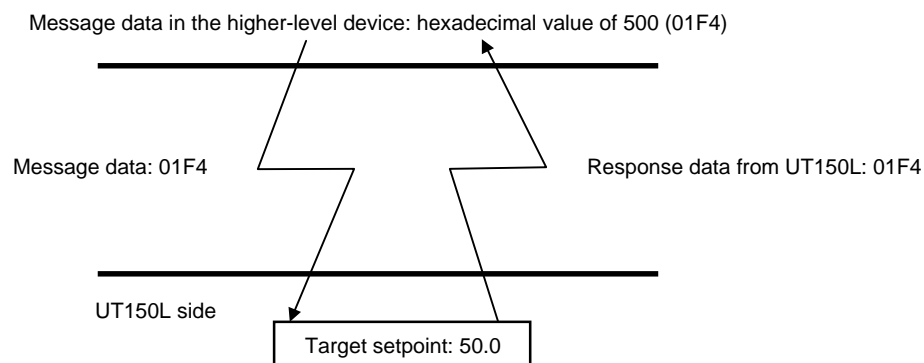 Message data in the higher-level device: hexadecimal value of 500 (01F4)
Message data: 01F4
Response data from UT150L: 01F4
UT150L side
Target setpoint: 50.0